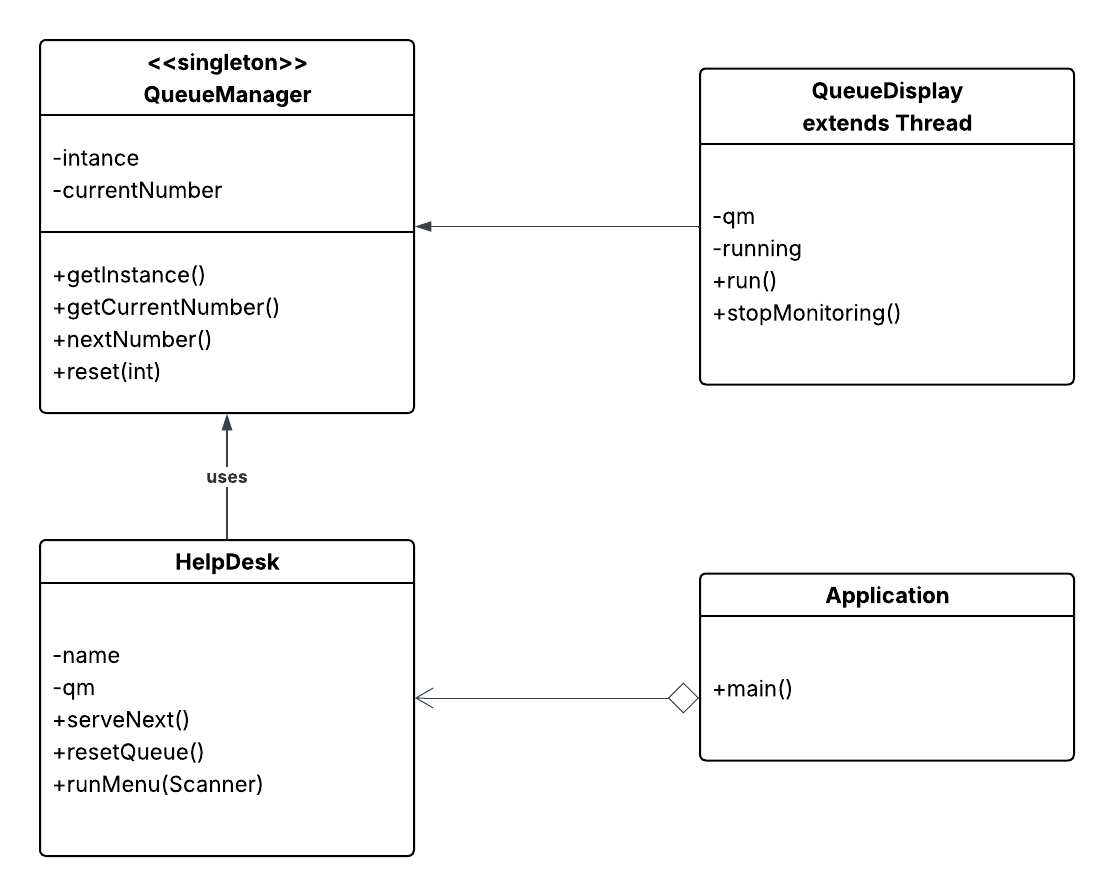 <<singleton>>
QueueManager
-intance
-currentNumber
+getInstance()
+getCurrentNumber()
+nextNumber()
+reset(int)
QueueDisplay
extends Thread
-qm
-running
+run()
+stopMonitoring()
uses
HelpDesk
-name
-qm
+serveNext()
+resetQueue()
+runMenu(Scanner)
Application
+main()